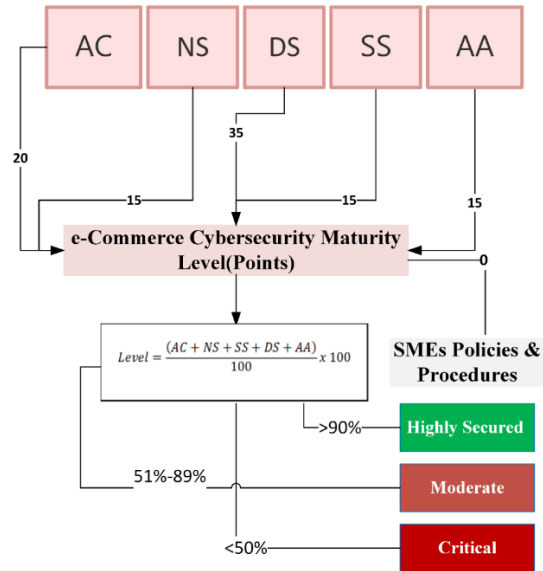 AC
NS
DS
SS
AA
20
15
35
15
15
e-Commerce Cybersecurity Maturity
Level(Points)
0
Level = (AC + NS + SS + DS + AA) / 100 x 100
SMEs Policies &
Procedures
>90%
Highly Secured
51%-89%
Moderate
<50%
Critical